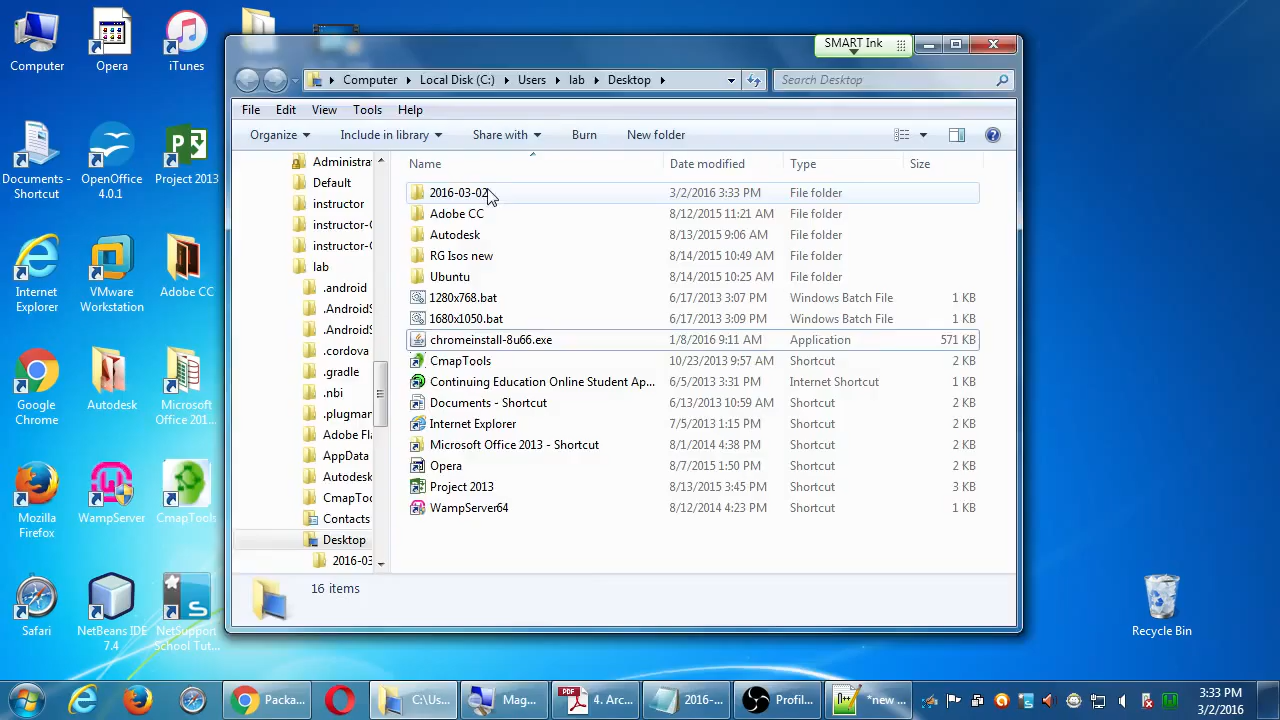 SMART Ink
Computer
Opera
iTunes
Computer Local Disk (C:) Users lab Desktop
Search Desktop
File Edit View Tools Help
Organize Include in library Share with Burn New folder
Documents - Shortcut
OpenOffice 4.0.1
Project 2013
Internet Explorer
VMware Workstation
Adobe CC
Google Chrome
Autodesk
Microsoft Office 201...
Mozilla Firefox
WampServer
CmapTools
Safari
NetBeans IDE 7.4
NetSupport School Tut...
Administra
Default
instructor
instructor-
instructor-
lab
.android
.Android
.Android
.cordova
.gradle
.nbi
.plugman
Adobe Fl
AppData
Autodesk
CmapToo
Contacts
Desktop
2016-03
Name Date modified Type Size
2016-03-02 3/2/2016 3:33 PM File folder
Adobe CC 8/12/2015 11:21 AM File folder
Autodesk 8/13/2015 9:06 AM File folder
RG Isos new 8/14/2015 10:49 AM File folder
Ubuntu 8/14/2015 10:25 AM File folder
1280x768.bat 6/17/2013 3:07 PM Windows Batch File 1 KB
1680x1050.bat 6/17/2013 3:09 PM Windows Batch File 1 KB
chromeinstall-8u66.exe 1/8/2016 9:11 AM Application 571 KB
CmapTools 10/23/2013 9:57 AM Shortcut 2 KB
Continuing Education Online Student Ap... 6/5/2013 3:31 PM Internet Shortcut 2 KB
Documents - Shortcut 6/13/2013 10:59 AM Shortcut 2 KB
Internet Explorer 7/5/2013 1:15 PM Shortcut 2 KB
Microsoft Office 2013 - Shortcut 8/1/2014 4:38 PM Shortcut 2 KB
Opera 8/7/2015 1:50 PM Shortcut 2 KB
Project 2013 8/13/2015 3:45 PM Shortcut 3 KB
WampServer64 8/12/2014 4:23 PM Shortcut 1 KB
16 items
Recycle Bin
Packa...
C:\Us...
Mag...
PDF
4. Arc...
2016-...
Profil...
*new ...
3:33 PM
3/2/2016